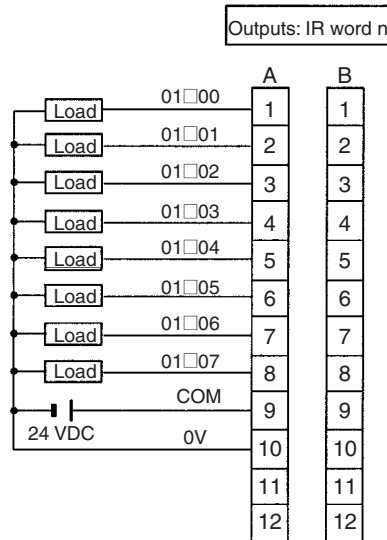 Outputs: IR word n
A B
Load 01□00 1 1
Load 01□01 2 2
Load 01□02 3 3
Load 01□03 4 4
Load 01□04 5 5
Load 01□05 6 6
Load 01□06 7 7
Load 01□07 8 8
COM 9 9
24 VDC 0V 10 10
11 11
12 12